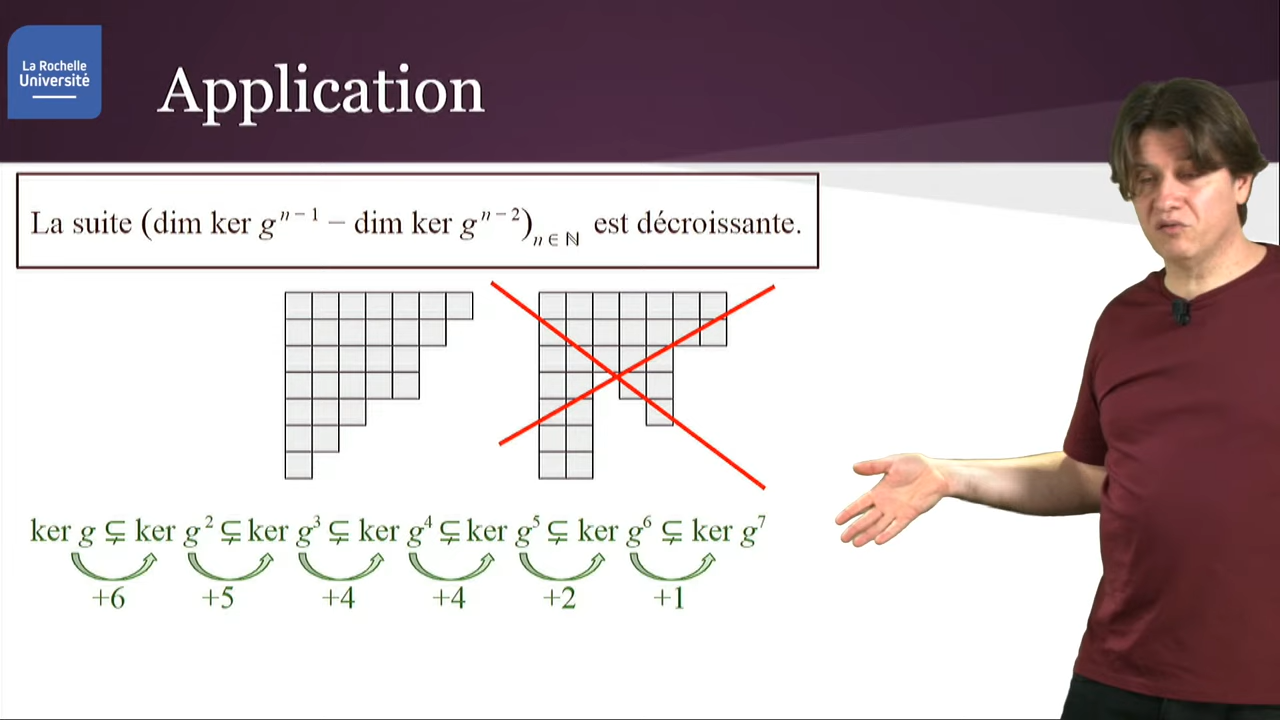 La Rochelle
Université
Application
La suite (dim ker gⁿ⁻¹ – dim ker gⁿ⁻²)n ∈ ℕ est décroissante.
ker g ⊊ ker g² ⊊ ker g³ ⊊ ker g⁴ ⊊ ker g⁵ ⊊ ker g⁶ ⊊ ker g⁷
+6 +5 +4 +4 +2 +1